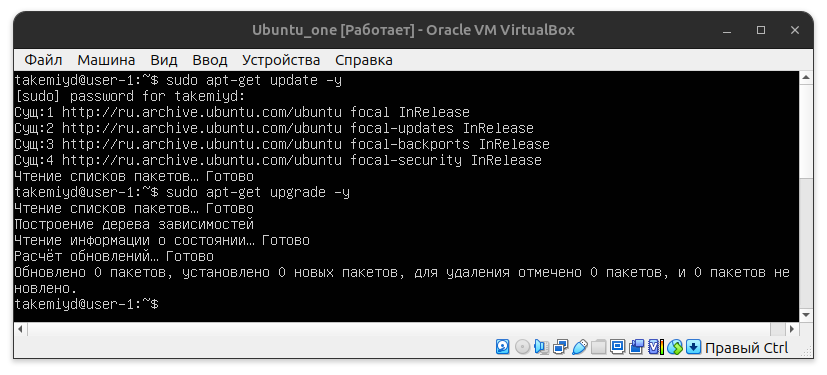 Ubuntu_one [Работает] - Oracle VM VirtualBox
Файл Машина Вид Ввод Устройства Справка
takemiyd@user-1:~$ sudo apt-get update -y
[sudo] password for takemiyd:
Сущ:1 http://ru.archive.ubuntu.com/ubuntu focal InRelease
Сущ:2 http://ru.archive.ubuntu.com/ubuntu focal-updates InRelease
Сущ:3 http://ru.archive.ubuntu.com/ubuntu focal-backports InRelease
Сущ:4 http://ru.archive.ubuntu.com/ubuntu focal-security InRelease
Чтение списков пакетов… Готово
takemiyd@user-1:~$ sudo apt-get upgrade -y
Чтение списков пакетов… Готово
Построение дерева зависимостей
Чтение информации о состоянии… Готово
Расчёт обновлений… Готово
Обновлено 0 пакетов, установлено 0 новых пакетов, для удаления отмечено 0 пакетов, и 0 пакетов не
новлено.
takemiyd@user-1:~$
Правый Ctrl